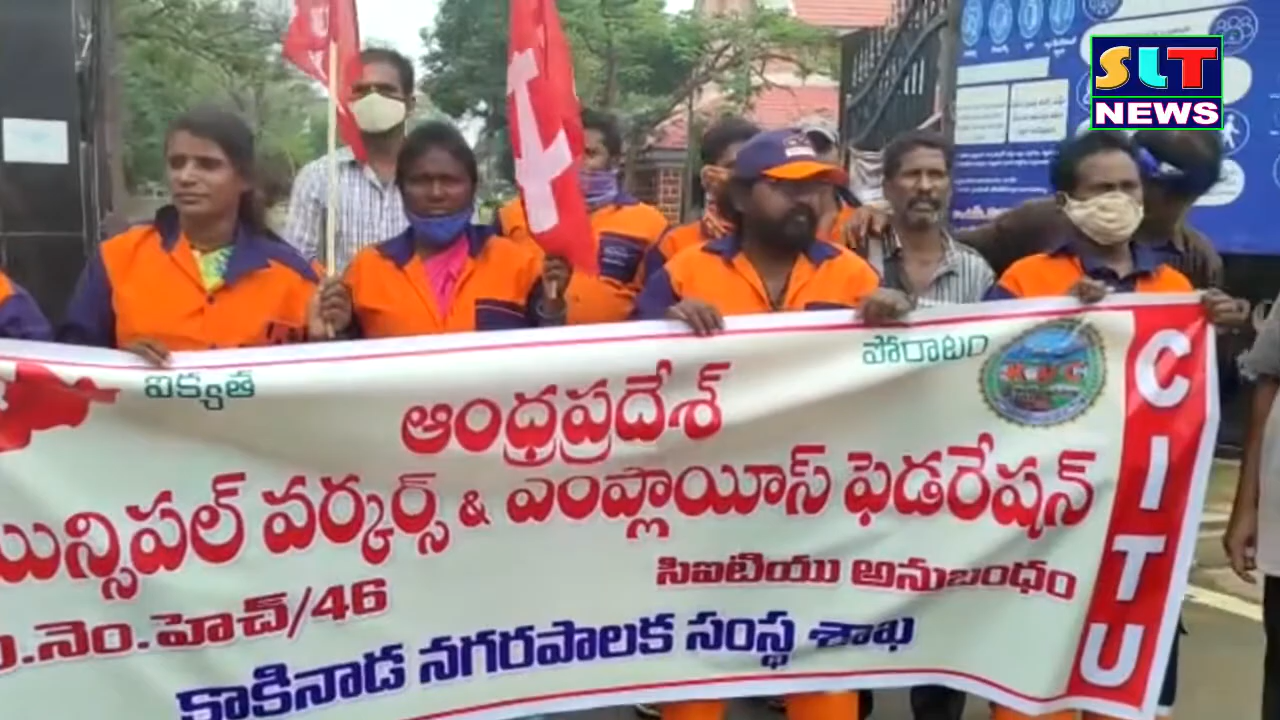 SLT
NEWS
ఐక్యత
పోరాటం
ఆంధ్రప్రదేశ్
మున్సిపల్ వర్కర్స్ & ఎంప్లాయీస్ ఫెడరేషన్
.నెం.హెచ్/46
సిఐటియు అనుబంధం
కాకినాడ నగరపాలక సంస్థ శాఖ
CITU